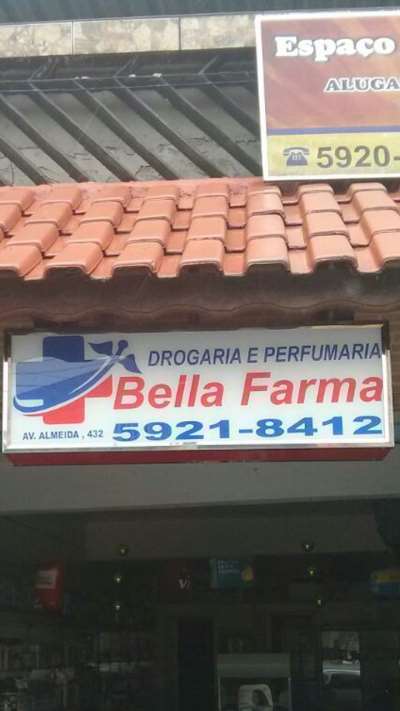 Espaço
ALUGA
5920-
DROGARIA E PERFUMARIA
Bella Farma
AV. ALMEIDA , 432
5921-8412